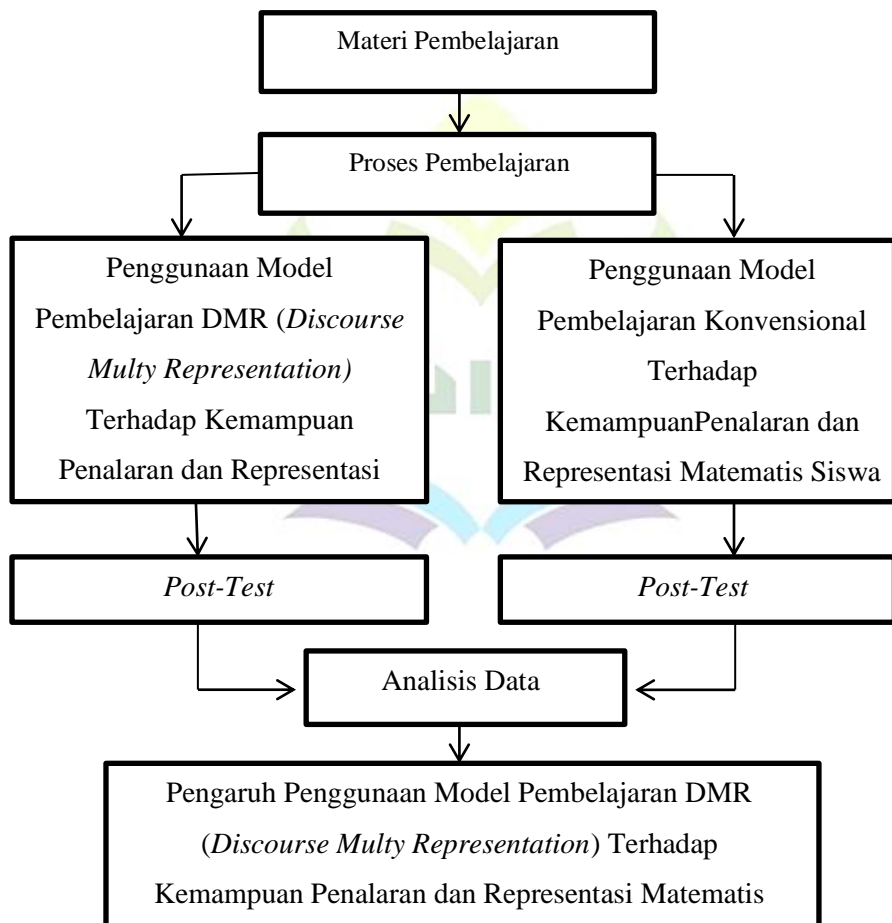 Materi Pembelajaran
Proses Pembelajaran
Penggunaan Model
Pembelajaran DMR (Discourse
Multy Representation)
Terhadap Kemampuan
Penalaran dan Representasi
Penggunaan Model
Pembelajaran Konvensional
Terhadap
KemampuanPenalaran dan
Representasi Matematis Siswa
Post-Test
Post-Test
Analisis Data
Pengaruh Penggunaan Model Pembelajaran DMR
(Discourse Multy Representation) Terhadap
Kemampuan Penalaran dan Representasi Matematis